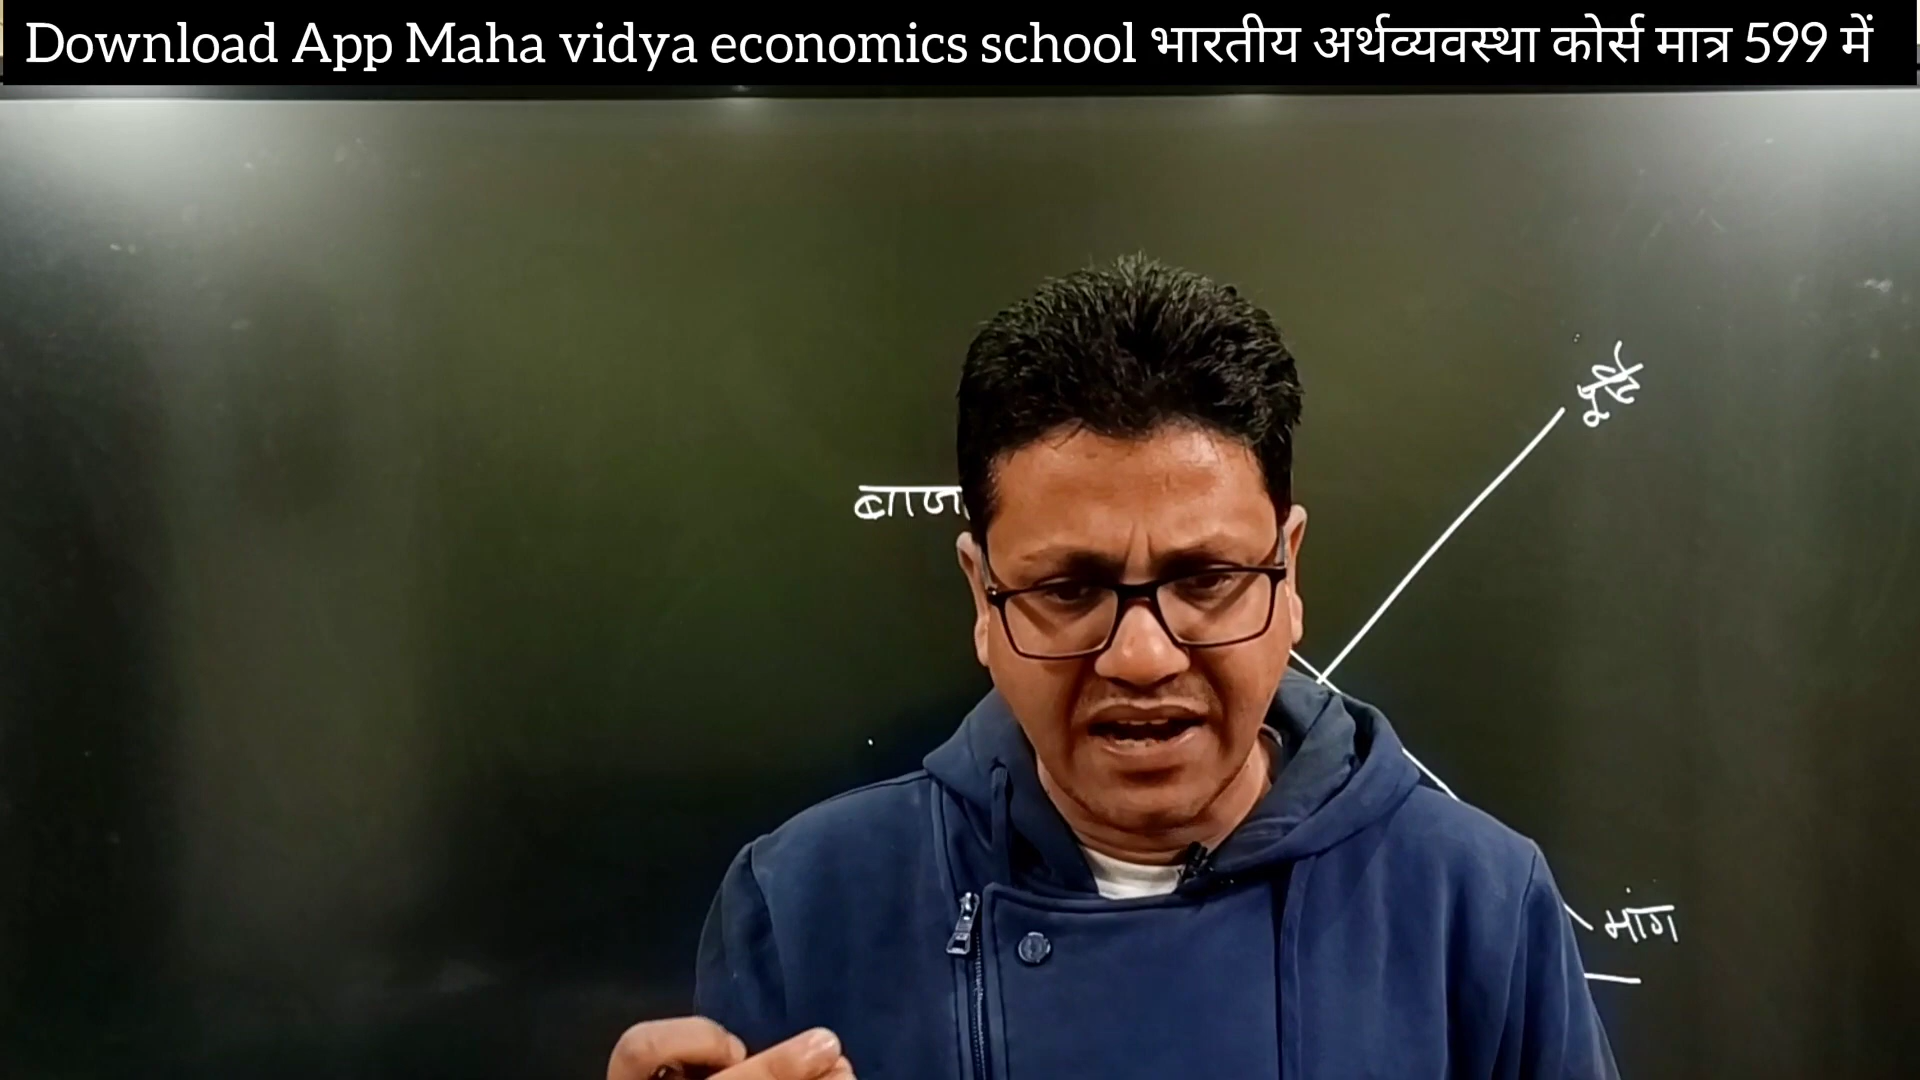 Download App Maha vidya economics school भारतीय अर्थव्यवस्था कोर्स मात्र 599 में
पूर्ति
मांग